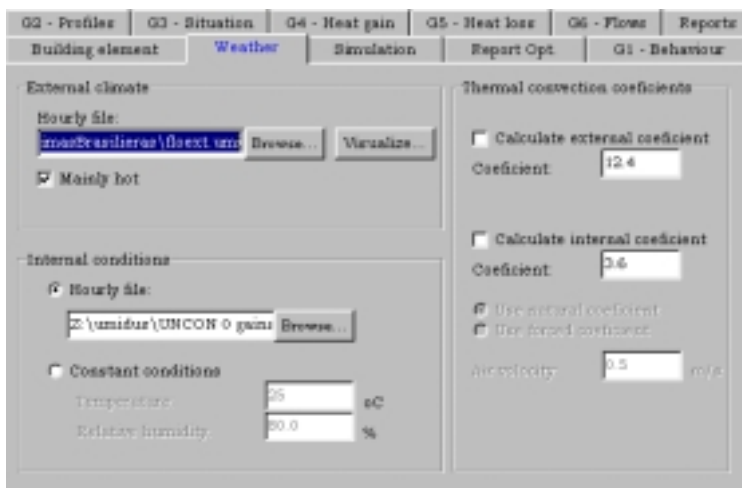 G2 - Profiles G3 - Situation G4 - Heat gain G5 - Heat loss G6 - Flows Reports
Building element Weather Simulation Report Opt. G1 - Behaviour
External climate
Hourly file:
imasBrasilieras\floext umi Browse... Visualize...
Mainly hot
Internal conditions
Hourly file:
Z:\umidus\UNCON 0 gains Browse...
Constant conditions
Temperature 25 oC
Relative humidity 80.0 %
Thermal convection coeficients
Calculate external coeficient
Coeficient: 12.4
Calculate internal coeficient
Coeficient: 3.6
Use natural coeficient
Use forced coeficient
Air velocity: 0.5 m/s